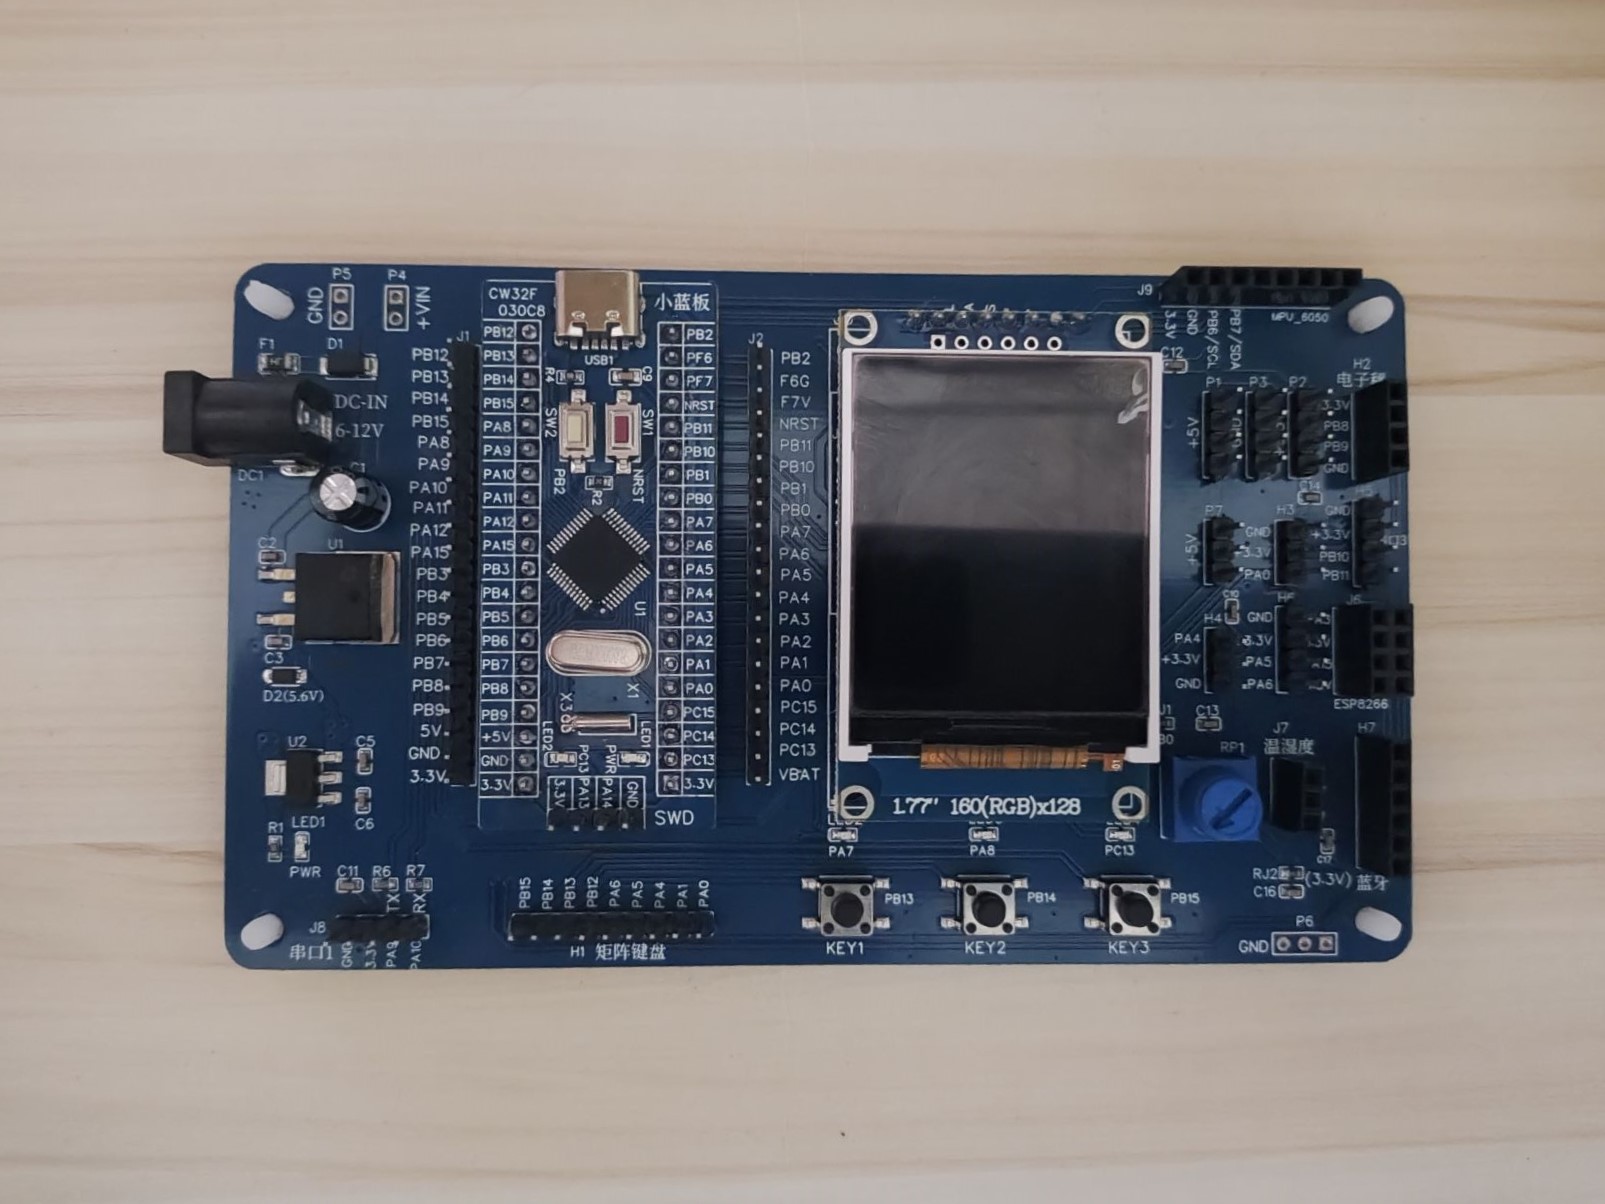 P5
P4
GND
+VIN
F1
D1
DC-IN
6-12V
DC1
C1
C2
U1
C3
D2(5.6V)
U2
C5
C6
R1
LED1
PWR
C11
R6
R7
TX
RX
J8
串口1
GND
3.3V
PA9
J1
PB12
PB13
PB14
PB15
PA8
PA9
PA10
PA11
PA12
PA15
PB3
PB4
PB5
PB6
PB7
PB8
PB9
5V
GND
3.3V
CW32F
030C8
小蓝板
USB1
PB12
PB13
PB14
PB15
PA8
PA9
PA10
PA11
PA12
PA15
PB3
PB4
PB5
PB6
PB7
PB8
PB9
+5V
GND
3.3V
R4
C9
SW2
SW1
PB2
NRST
R2
U1
X1
LED2
LED1
PC13
PWR
3.3V
PA13
PA14
GND
SWD
PB2
PF6
PF7
NRST
PB11
PB10
PB1
PB0
PA7
PA6
PA5
PA4
PA3
PA2
PA1
PA0
PC15
PC14
PC13
3.3V
J2
PB2
F6G
F7V
NRST
PB11
PB10
PB1
PB0
PA7
PA6
PA5
PA4
PA3
PA2
PA1
PA0
PC15
PC14
PC13
VBAT
PB15
PB14
PB13
PB12
PA6
PA5
PA4
PA1
PA0
H1 矩阵键盘
1.77' 160(RGB)x128
PA7
PA8
PC13
PB13
PB14
PB15
KEY1
KEY2
KEY3
J9
3.3V
GND
PB6/SCL
PB7/SDA
MPU_6050
C12
H2
P1
P3
P2
+5V
3.3V
PB8
PB9
GND
C14
P7
+5V
H3
GND
+3.3V
PA0
GND
+3.3V
PB10
PB11
H4
PA4
+3.3V
GND
GND
3.3V
PA5
PA6
J6
ESP8266
C13
RP1
J7
温湿度
H7
C17
RJ2
(3.3V)
蓝牙
C16
P6
GND